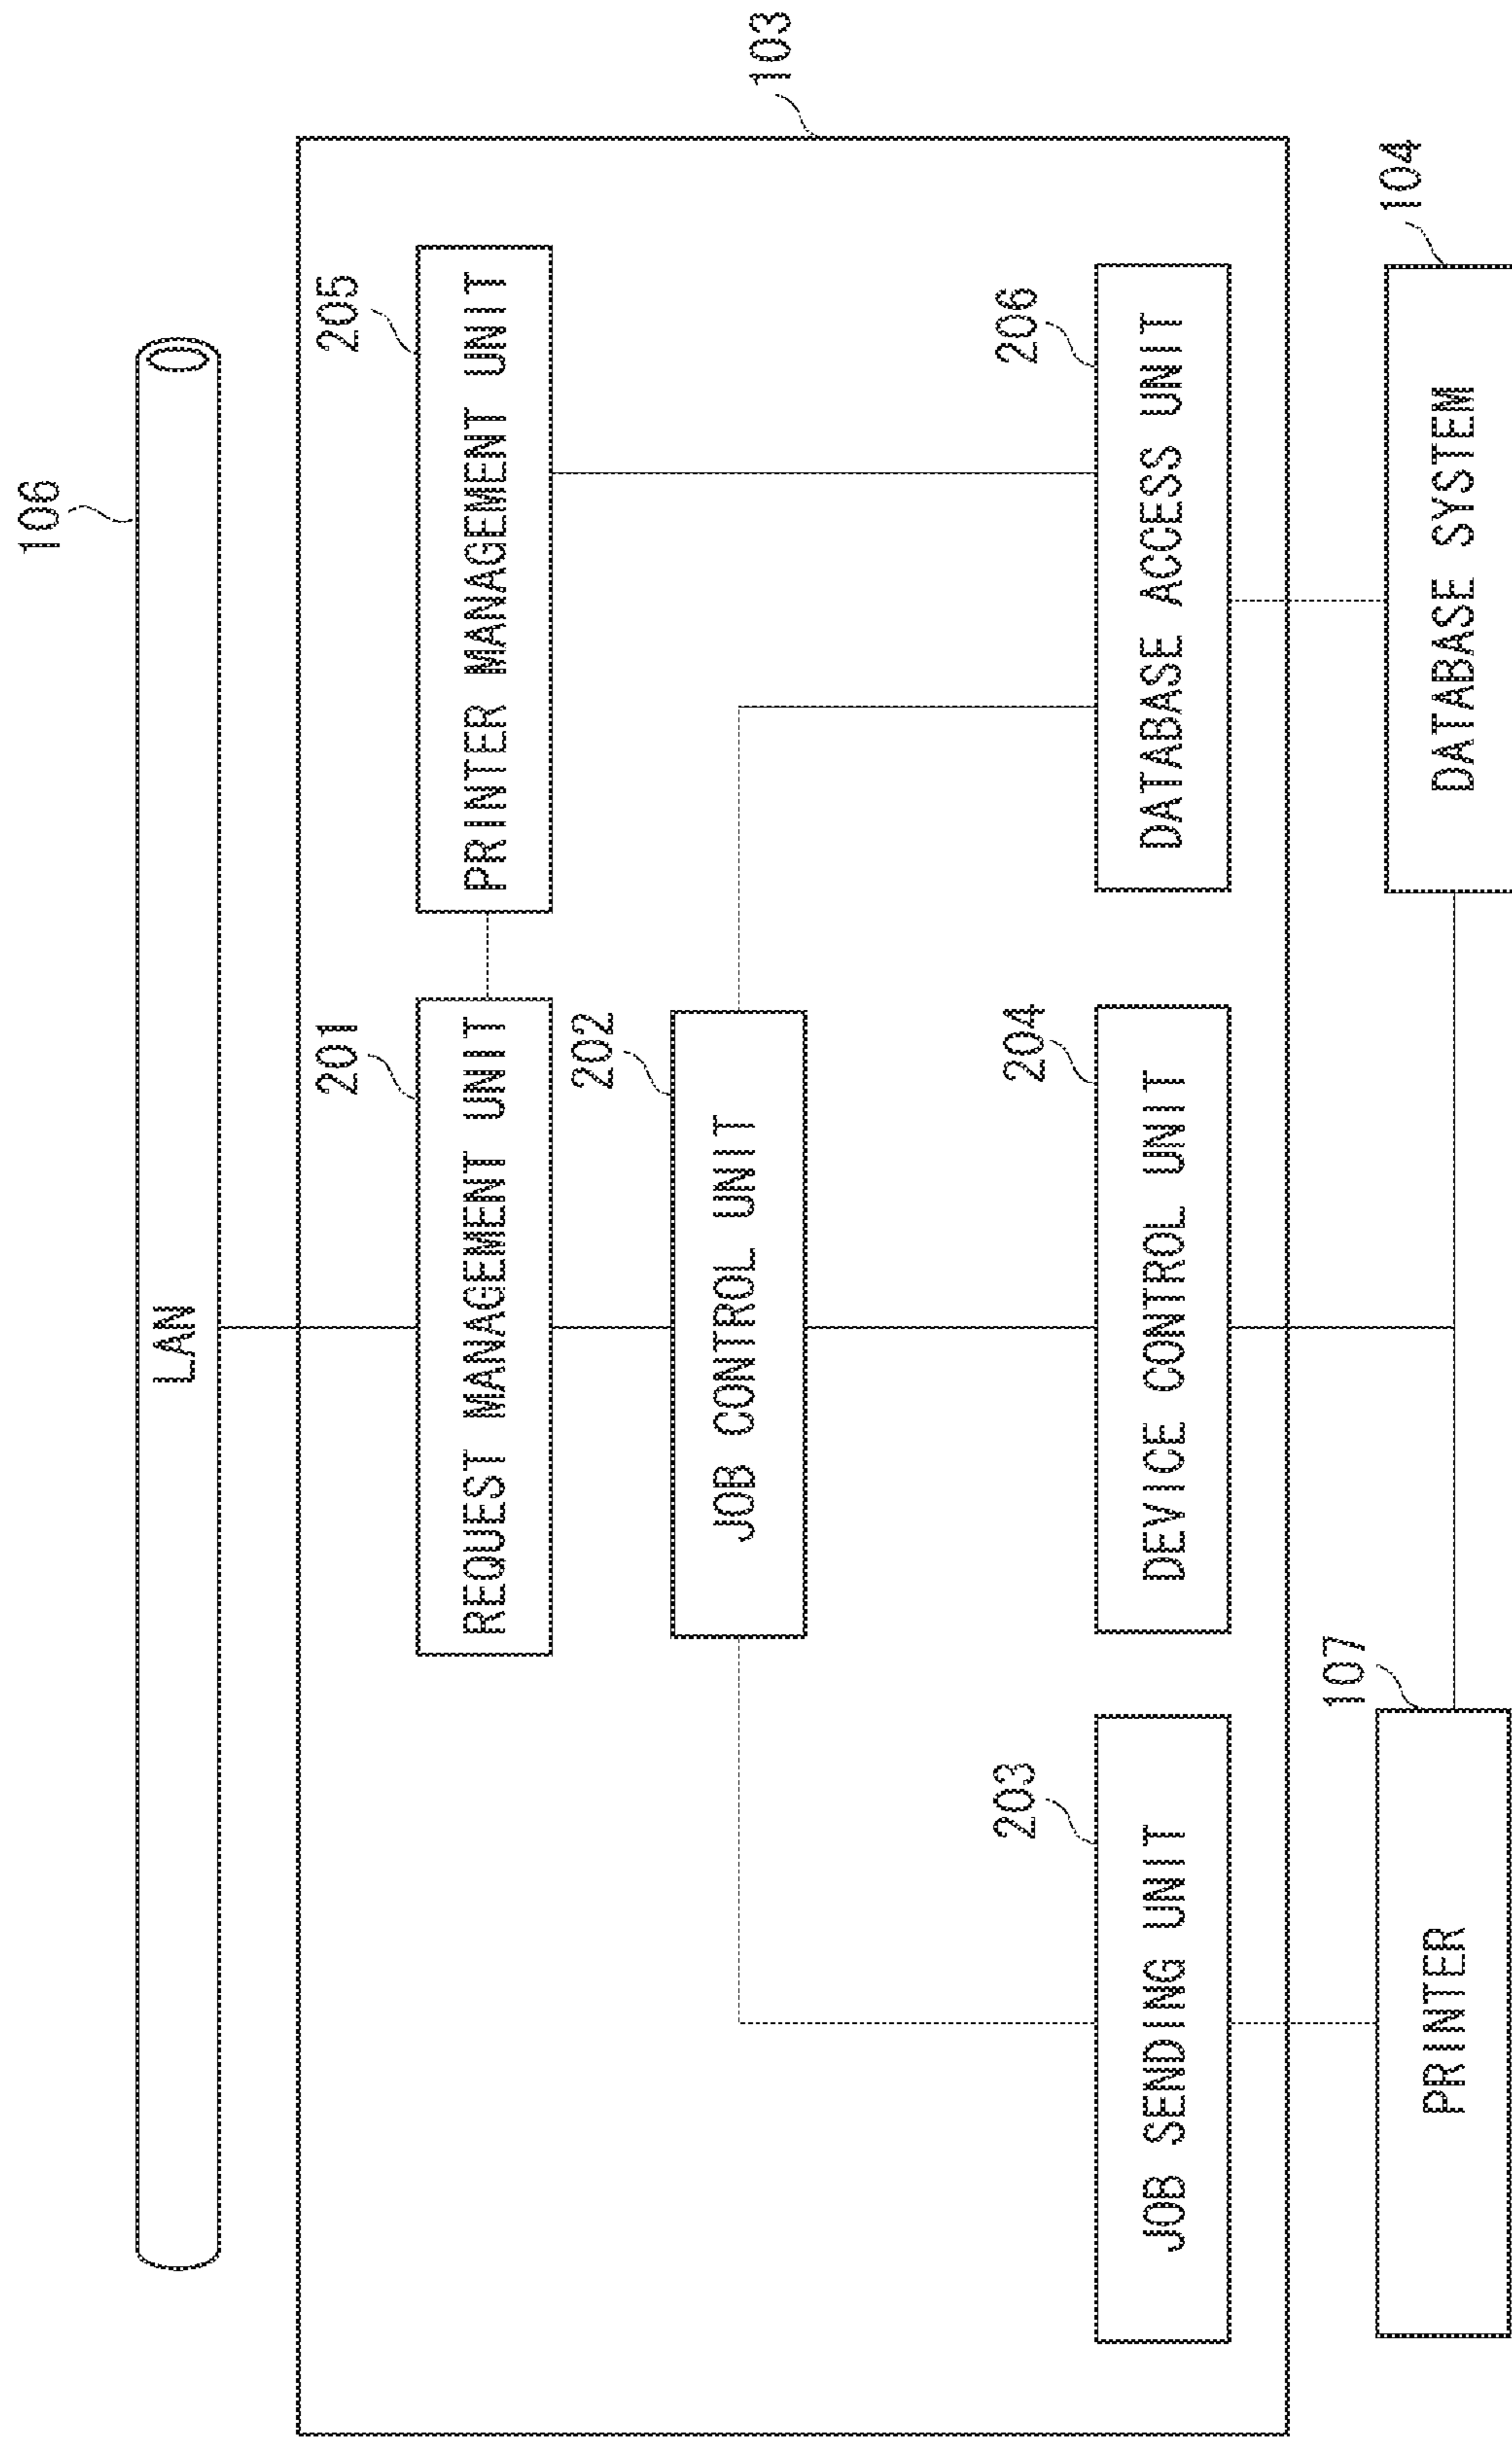 106
LAN
103
201
REQUEST MANAGEMENT UNIT
205
PRINTER MANAGEMENT UNIT
202
JOB CONTROL UNIT
203
JOB SENDING UNIT
204
DEVICE CONTROL UNIT
206
DATABASE ACCESS UNIT
107
PRINTER
104
DATABASE SYSTEM